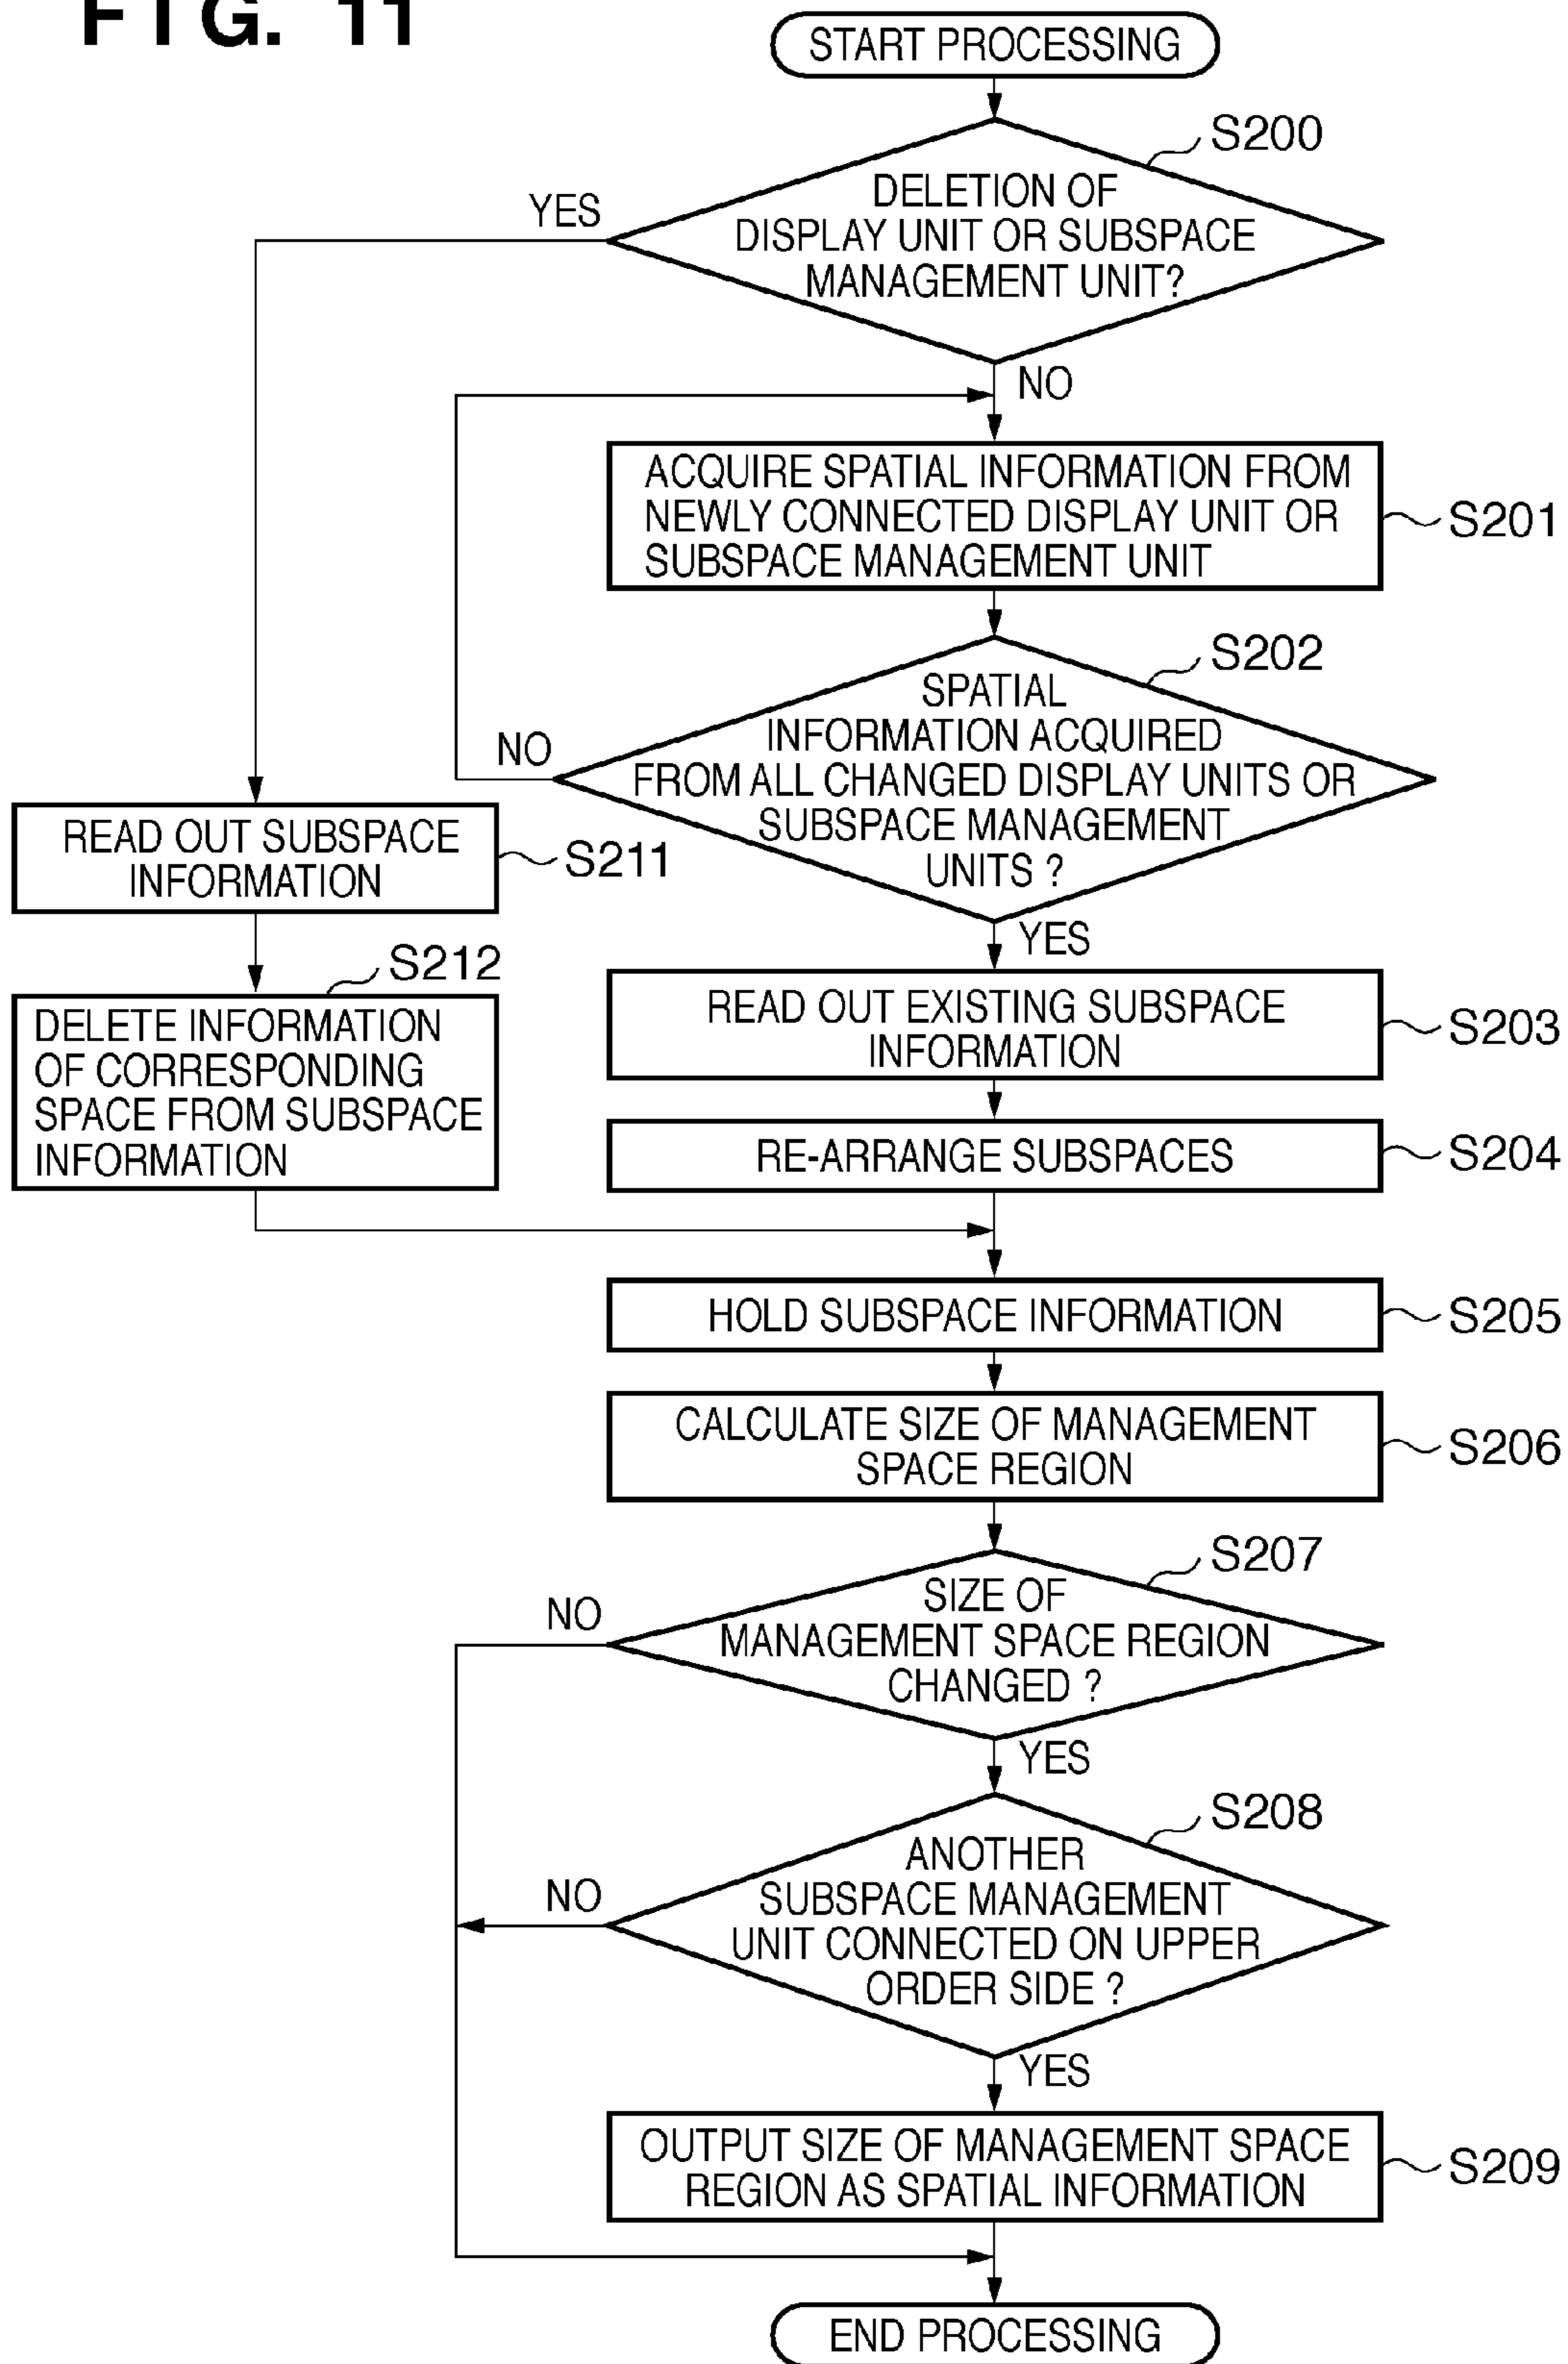 FIG. 11
START PROCESSING
S200
DELETION OF
DISPLAY UNIT OR SUBSPACE
MANAGEMENT UNIT?
YES
NO
ACQUIRE SPATIAL INFORMATION FROM
NEWLY CONNECTED DISPLAY UNIT OR
SUBSPACE MANAGEMENT UNIT
S201
S202
SPATIAL
INFORMATION ACQUIRED
FROM ALL CHANGED DISPLAY UNITS OR
SUBSPACE MANAGEMENT
UNITS ?
NO
YES
READ OUT SUBSPACE
INFORMATION
S211
S212
DELETE INFORMATION
OF CORRESPONDING
SPACE FROM SUBSPACE
INFORMATION
READ OUT EXISTING SUBSPACE
INFORMATION
S203
RE-ARRANGE SUBSPACES
S204
HOLD SUBSPACE INFORMATION
S205
CALCULATE SIZE OF MANAGEMENT
SPACE REGION
S206
S207
SIZE OF
MANAGEMENT SPACE REGION
CHANGED ?
NO
YES
S208
ANOTHER
SUBSPACE MANAGEMENT
UNIT CONNECTED ON UPPER
ORDER SIDE ?
NO
YES
OUTPUT SIZE OF MANAGEMENT SPACE
REGION AS SPATIAL INFORMATION
S209
END PROCESSING